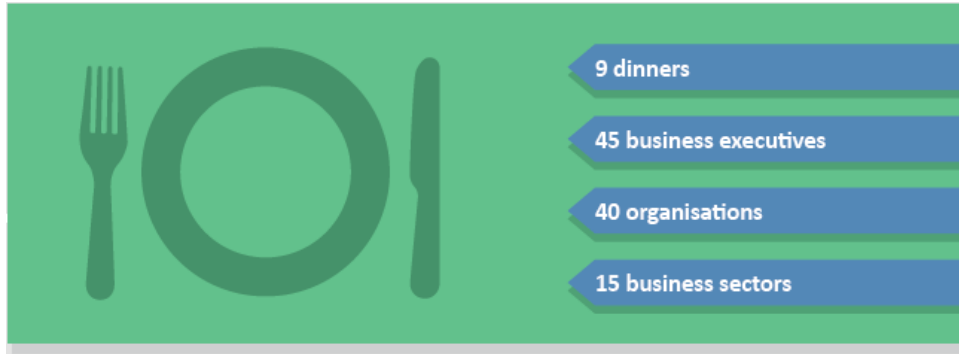 9 dinners
45 business executives
40 organisations
15 business sectors